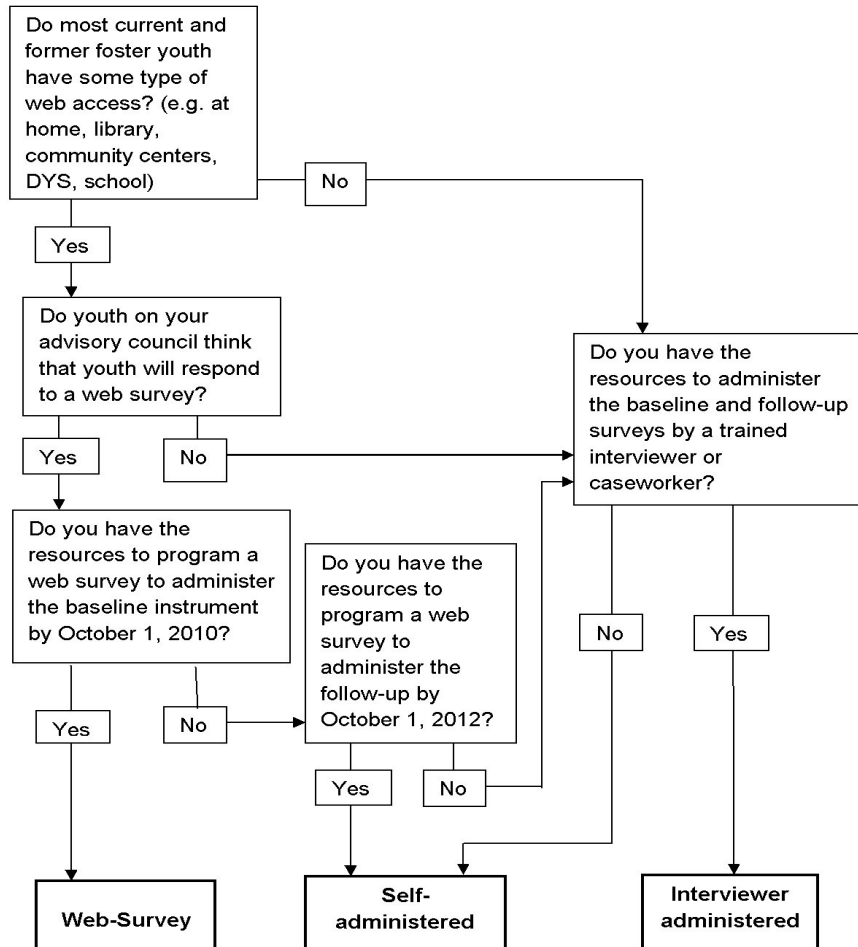 Do most current and
former foster youth
have some type of
web access? (e.g. at
home, library,
community centers,
DYS, school)
No
Yes
Do youth on your
advisory council think
that youth will respond
to a web survey?
Do you have the
resources to administer
the baseline and follow-up
surveys by a trained
interviewer or
caseworker?
Yes
No
Do you have the
resources to program a
web survey to administer
the baseline instrument
by October 1, 2010?
Do you have the
resources to
program a web
survey to
administer the
follow-up by
October 1, 2012?
No
Yes
Yes
No
Yes
No
Web-Survey
Self-
administered
Interviewer
administered